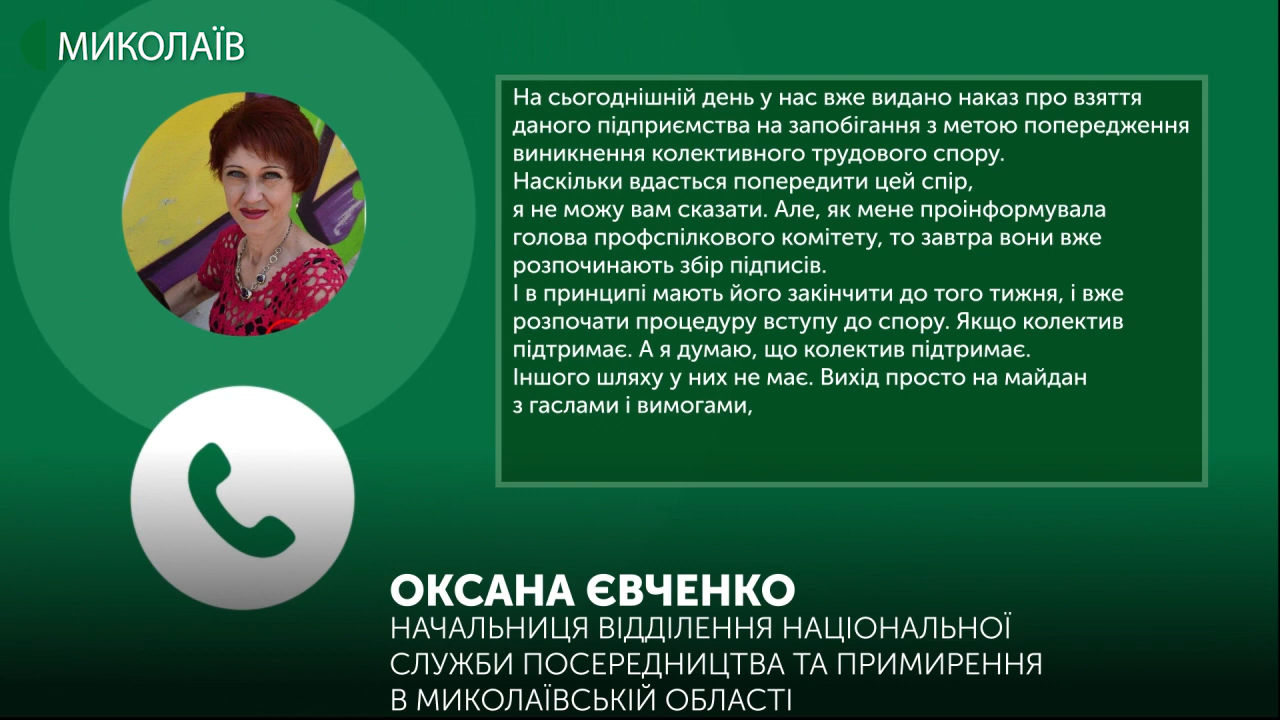 МИКОЛАЇВ
На сьогоднішній день у нас вже видано наказ про взяття
даного підприємства на запобігання з метою попередження
виникнення колективного трудового спору.
Наскільки вдасться попередити цей спір,
я не можу вам сказати. Але, як мене проінформувала
голова профспілкового комітету, то завтра вони вже
розпочинають збір підписів.
І в принципі мають його закінчити до того тижня, і вже
розпочати процедуру вступу до спору. Якщо колектив
підтримає. А я думаю, що колектив підтримає.
Іншого шляху у них не має. Вихід просто на майдан
з гаслами і вимогами,
ОКСАНА ЄВЧЕНКО
НАЧАЛЬНИЦЯ ВІДДІЛЕННЯ НАЦІОНАЛЬНОЇ
СЛУЖБИ ПОСЕРЕДНИЦТВА ТА ПРИМИРЕННЯ
В МИКОЛАЇВСЬКІЙ ОБЛАСТІ